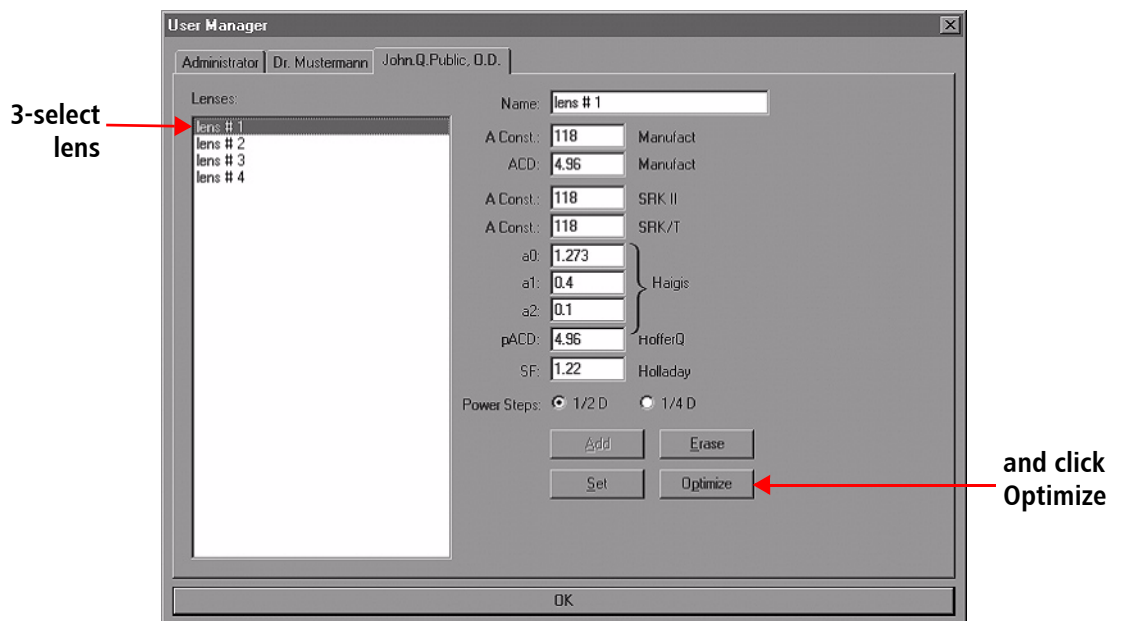 User Manager
Administrator Dr. Mustermann John.Q.Public, O.D.
3-select
lens
Lenses:
lens # 1
lens # 2
lens # 3
lens # 4
Name: lens # 1
A Const.: 118 Manufact
ACD: 4.96 Manufact
A Const.: 118 SRK II
A Const.: 118 SRK/T
a0: 1.273
a1: 0.4 Haigis
a2: 0.1
pACD: 4.96 HofferQ
SF: 1.22 Holladay
Power Steps: 1/2 D 1/4 D
Add Erase
Set Optimize
and click
Optimize
OK